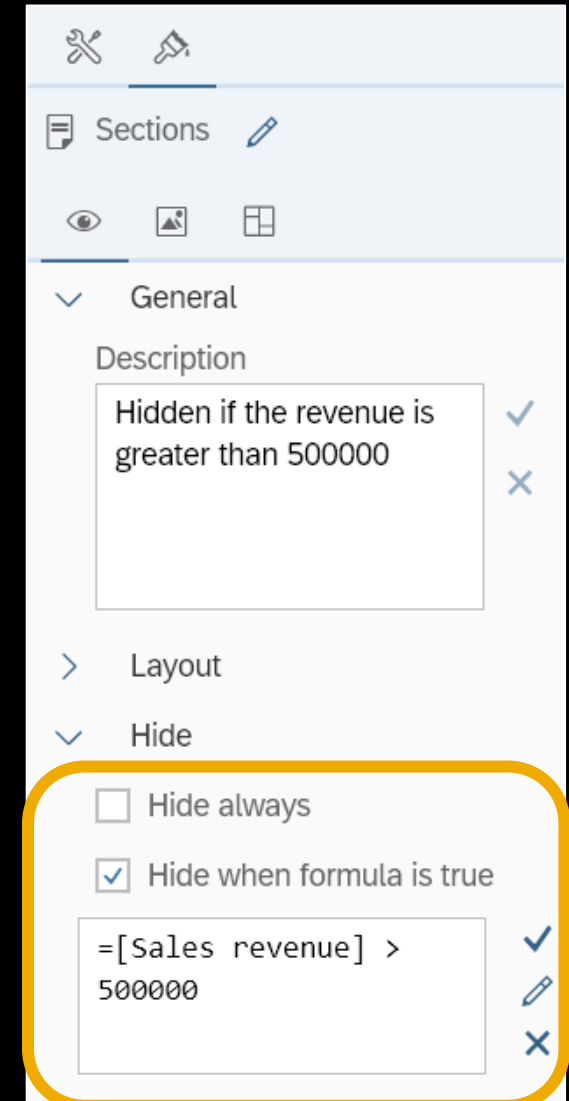 Sections
General
Description
Hidden if the revenue is
greater than 500000
Layout
Hide
Hide always
Hide when formula is true
=[Sales revenue] >
500000